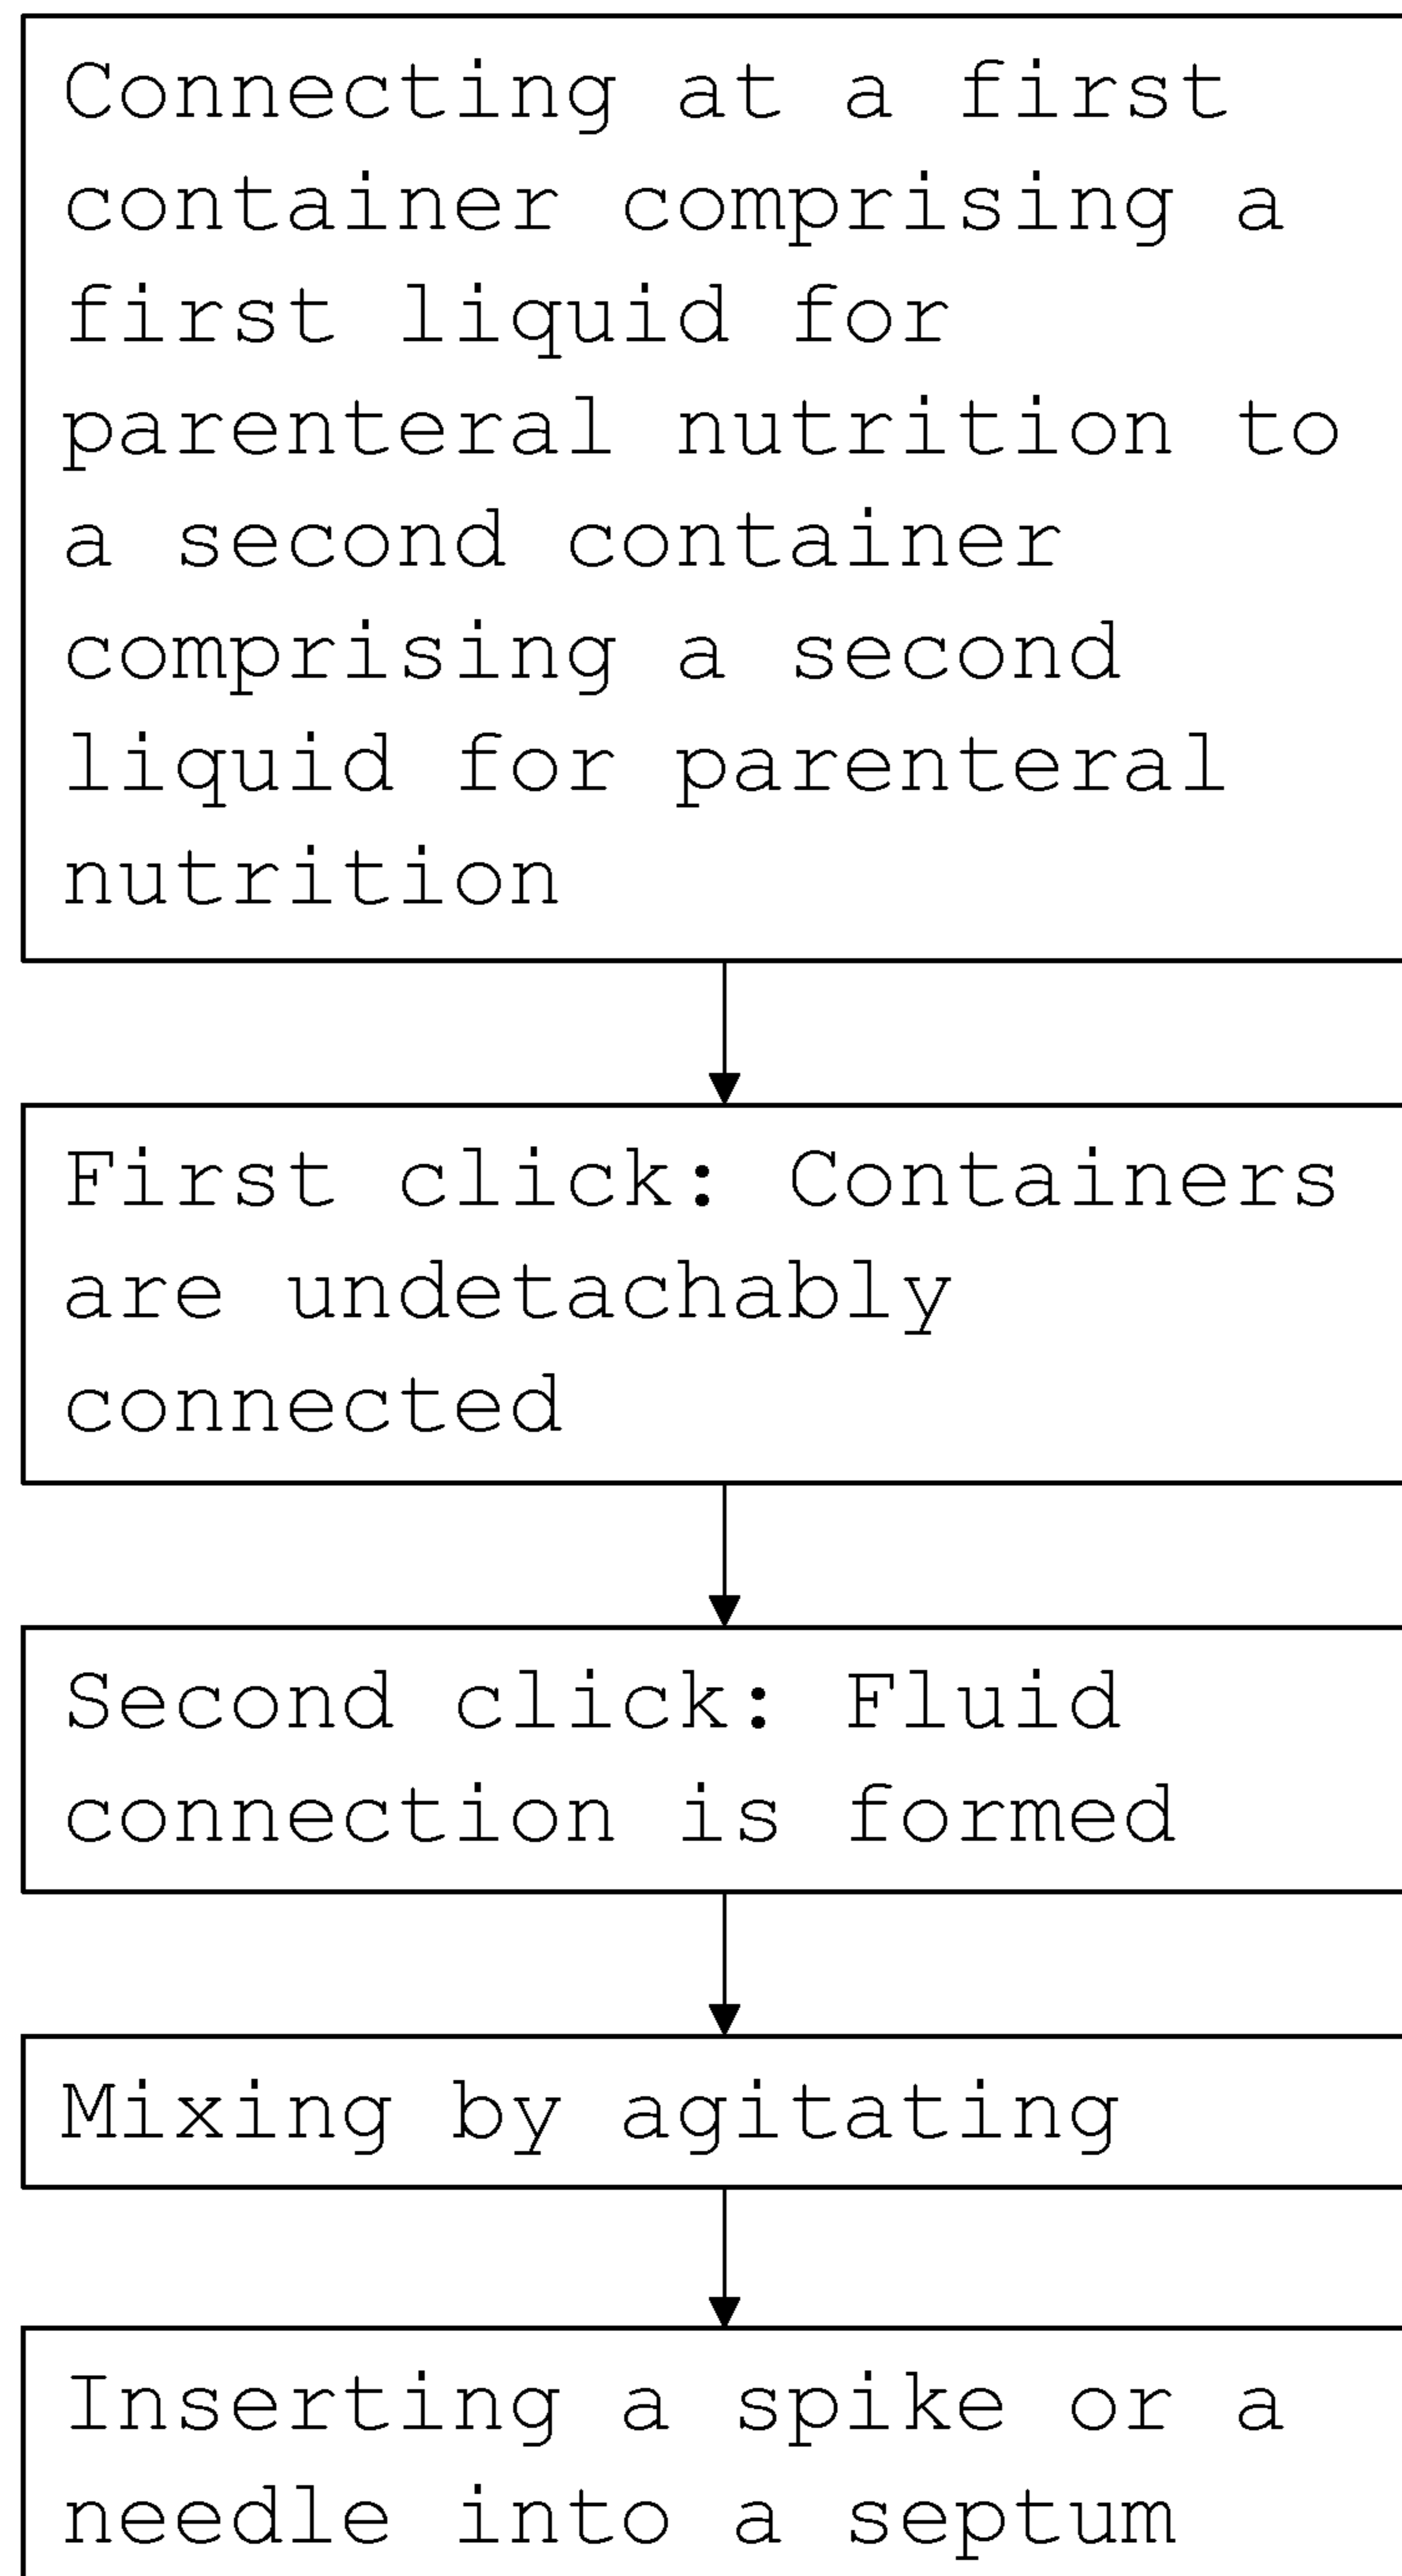 Connecting at a first
container comprising a
first liquid for
parenteral nutrition to
a second container
comprising a second
liquid for parenteral
nutrition
First click: Containers
are undetachably
connected
Second click: Fluid
connection is formed
Mixing by agitating
Inserting a spike or a
needle into a septum